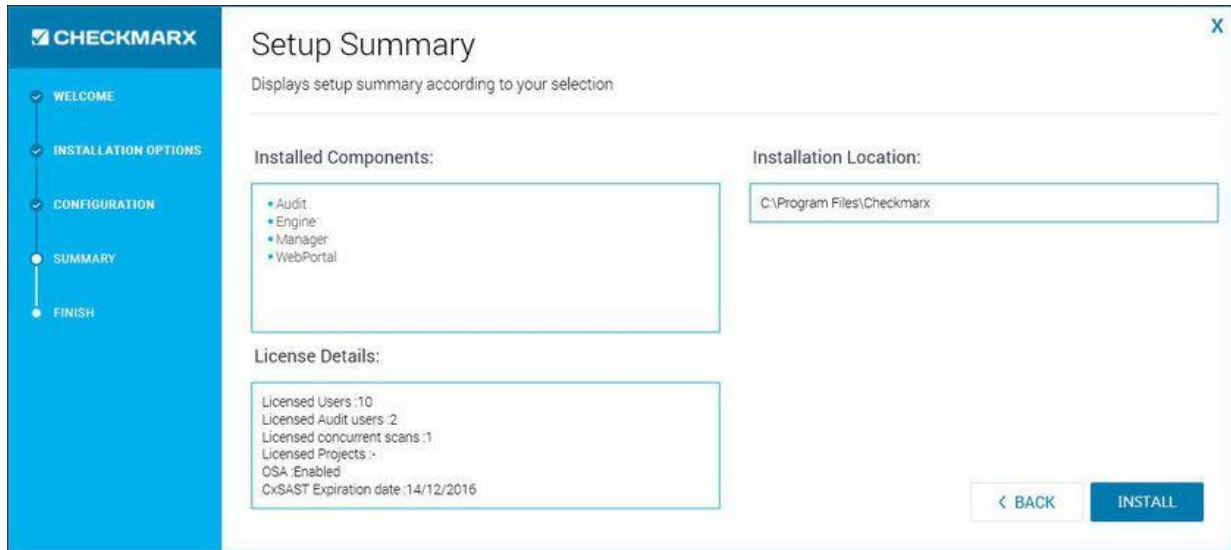 CHECKMARX
WELCOME
INSTALLATION OPTIONS
CONFIGURATION
SUMMARY
FINISH
X
Setup Summary
Displays setup summary according to your selection
Installed Components:
• Audit
• Engine
• Manager
• WebPortal
Installation Location:
C:\Program Files\Checkmarx
License Details:
Licensed Users :10
Licensed Audit users :2
Licensed concurrent scans :1
Licensed Projects :-
OSA :Enabled
CxSAST Expiration date :14/12/2016
< BACK
INSTALL